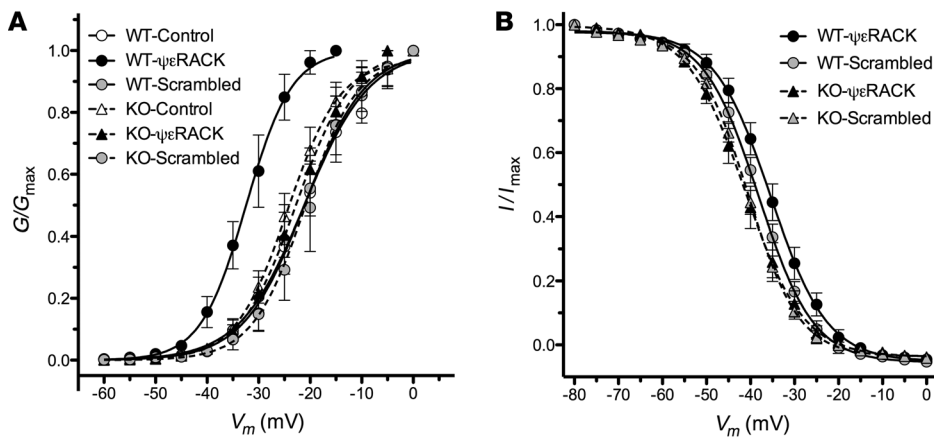 A
WT-Control
WT-ψεRACK
WT-Scrambled
KO-Control
KO-ψεRACK
KO-Scrambled
G/Gmax
1.0
0.8
0.6
0.4
0.2
0.0
-60 -50 -40 -30 -20 -10 0
Vm (mV)
B
WT-ψεRACK
WT-Scrambled
KO-ψεRACK
KO-Scrambled
I/Imax
1.0
0.8
0.6
0.4
0.2
0.0
-80 -70 -60 -50 -40 -30 -20 -10 0
Vm (mV)